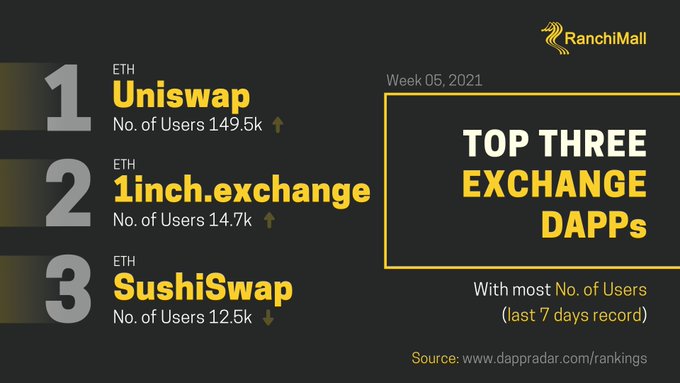 RanchiMall
Week 05, 2021
TOP THREE
EXCHANGE
DAPPs
With most No. of Users
(last 7 days record)
1
ETH
Uniswap
No. of Users 149.5k
2
ETH
1inch.exchange
No. of Users 14.7k
3
ETH
SushiSwap
No. of Users 12.5k
Source: www.dappradar.com/rankings